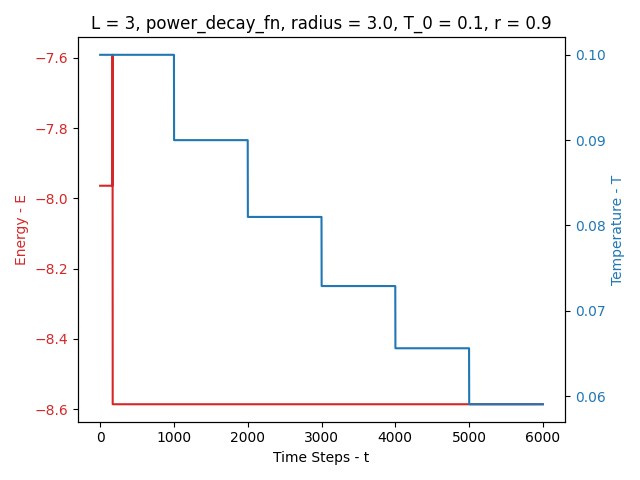 L = 3, power_decay_fn, radius = 3.0, T_0 = 0.1, r = 0.9
−7.6
−7.8
−8.0
−8.2
−8.4
−8.6
Energy - E
0.10
0.09
0.08
0.07
0.06
Temperature - T
0 1000 2000 3000 4000 5000 6000
Time Steps - t